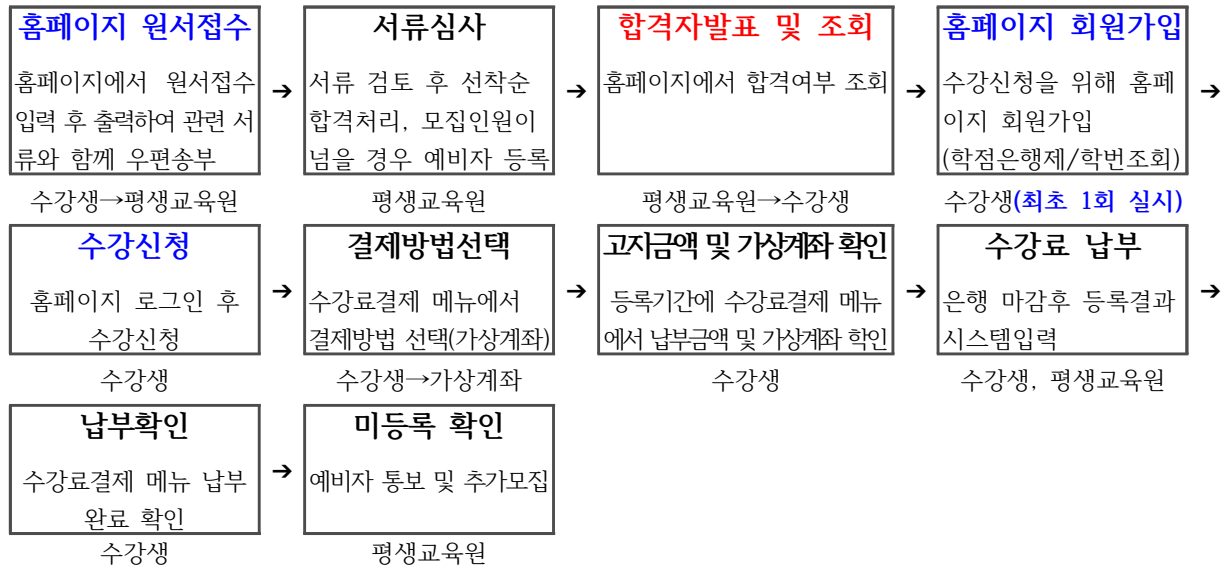 홈페이지 원서접수
홈페이지에서 원서접수
입력 후 출력하여 관련 서
류와 함께 우편송부
수강생→평생교육원
➔
서류심사
서류 검토 후 선착순
합격처리, 모집인원이
넘을 경우 예비자 등록
평생교육원
➔
합격자발표 및 조회
홈페이지에서 합격여부 조회
평생교육원→수강생
➔
홈페이지 회원가입
수강신청을 위해 홈페
이지 회원가입
(학점은행제/학번조회)
수강생(최초 1회 실시)
➔
수강신청
홈페이지 로그인 후
수강신청
수강생
➔
결제방법선택
수강료결제 메뉴에서
결제방법 선택(가상계좌)
수강생→가상계좌
➔
고지금액 및 가상계좌 확인
등록기간에 수강료결제 메뉴
에서 납부금액 및 가상계좌 학인
수강생
➔
수강료 납부
은행 마감후 등록결과
시스템입력
수강생, 평생교육원
➔
납부확인
수강료결제 메뉴 납부
완료 확인
수강생
➔
미등록 확인
예비자 통보 및 추가모집
평생교육원